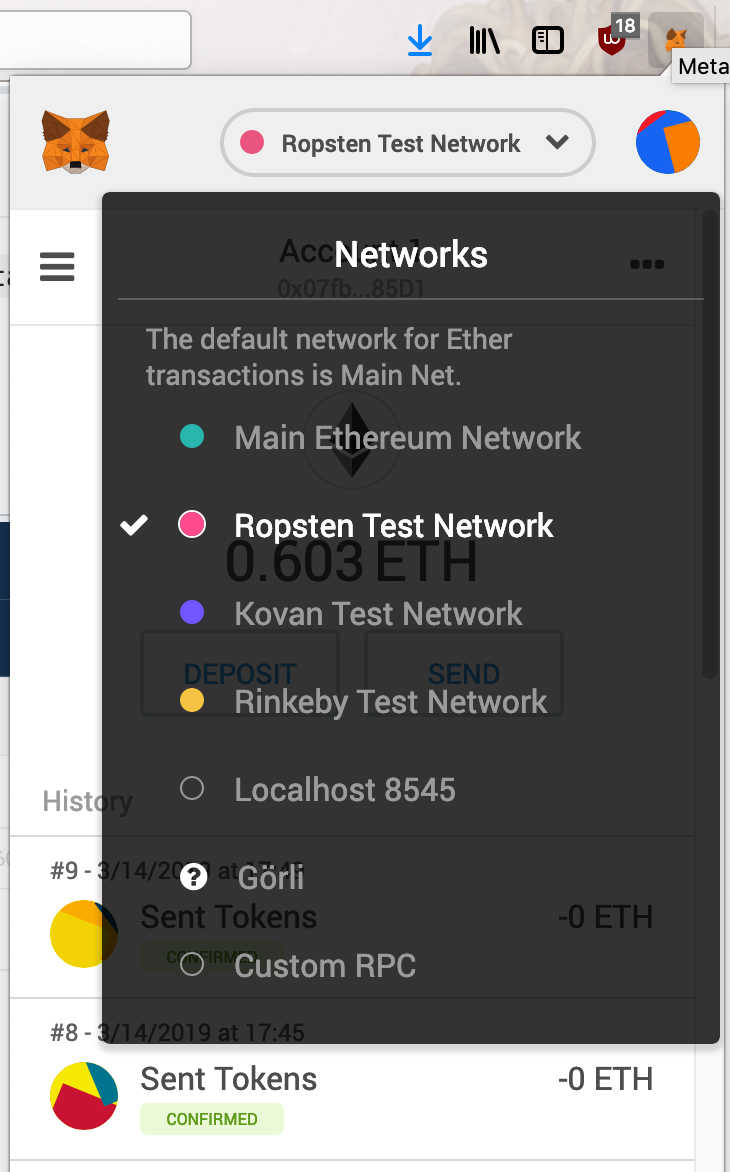 18
Meta
Ropsten Test Network
Account 1
Networks
0x07fb...85D1
The default network for Ether
transactions is Main Net.
Main Ethereum Network
Ropsten Test Network
0.603 ETH
Kovan Test Network
DEPOSIT
SEND
Rinkeby Test Network
Localhost 8545
History
#9 - 3/14/2019 at 17:4
Görli
Sent Tokens
-0 ETH
CONFIRMED
Custom RPC
#8 - 3/14/2019 at 17:45
Sent Tokens
-0 ETH
CONFIRMED